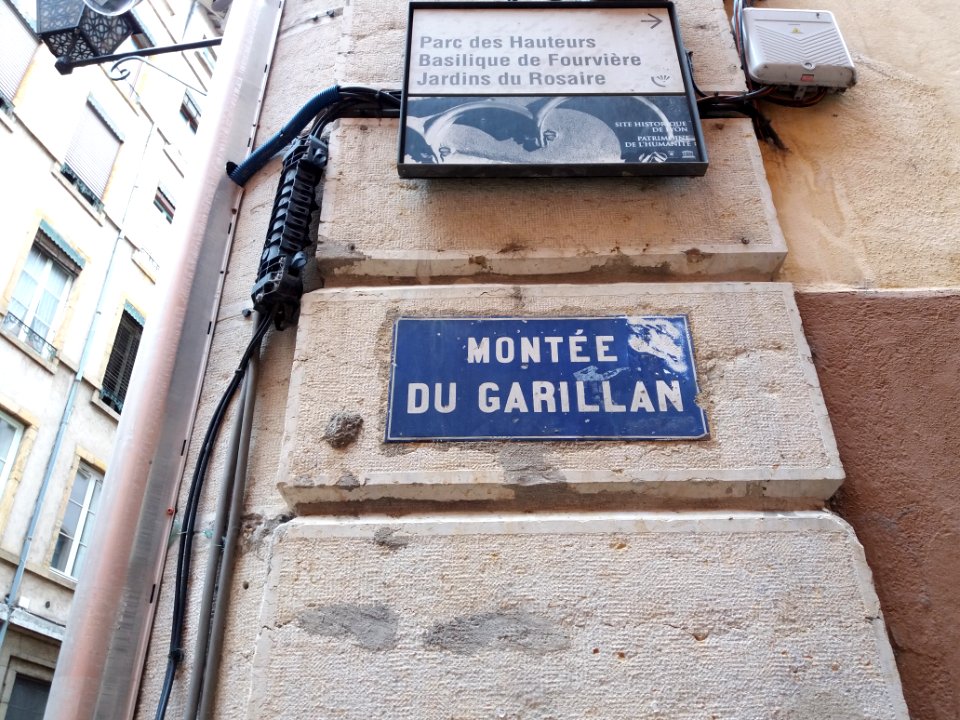 Parc des Hauteurs
Basilique de Fourvière
Jardins du Rosaire
SITE HISTORIQUE
DE LYON
PATRIMOINE
DE L'HUMANITÉ
MONTÉE
DU GARILLAN